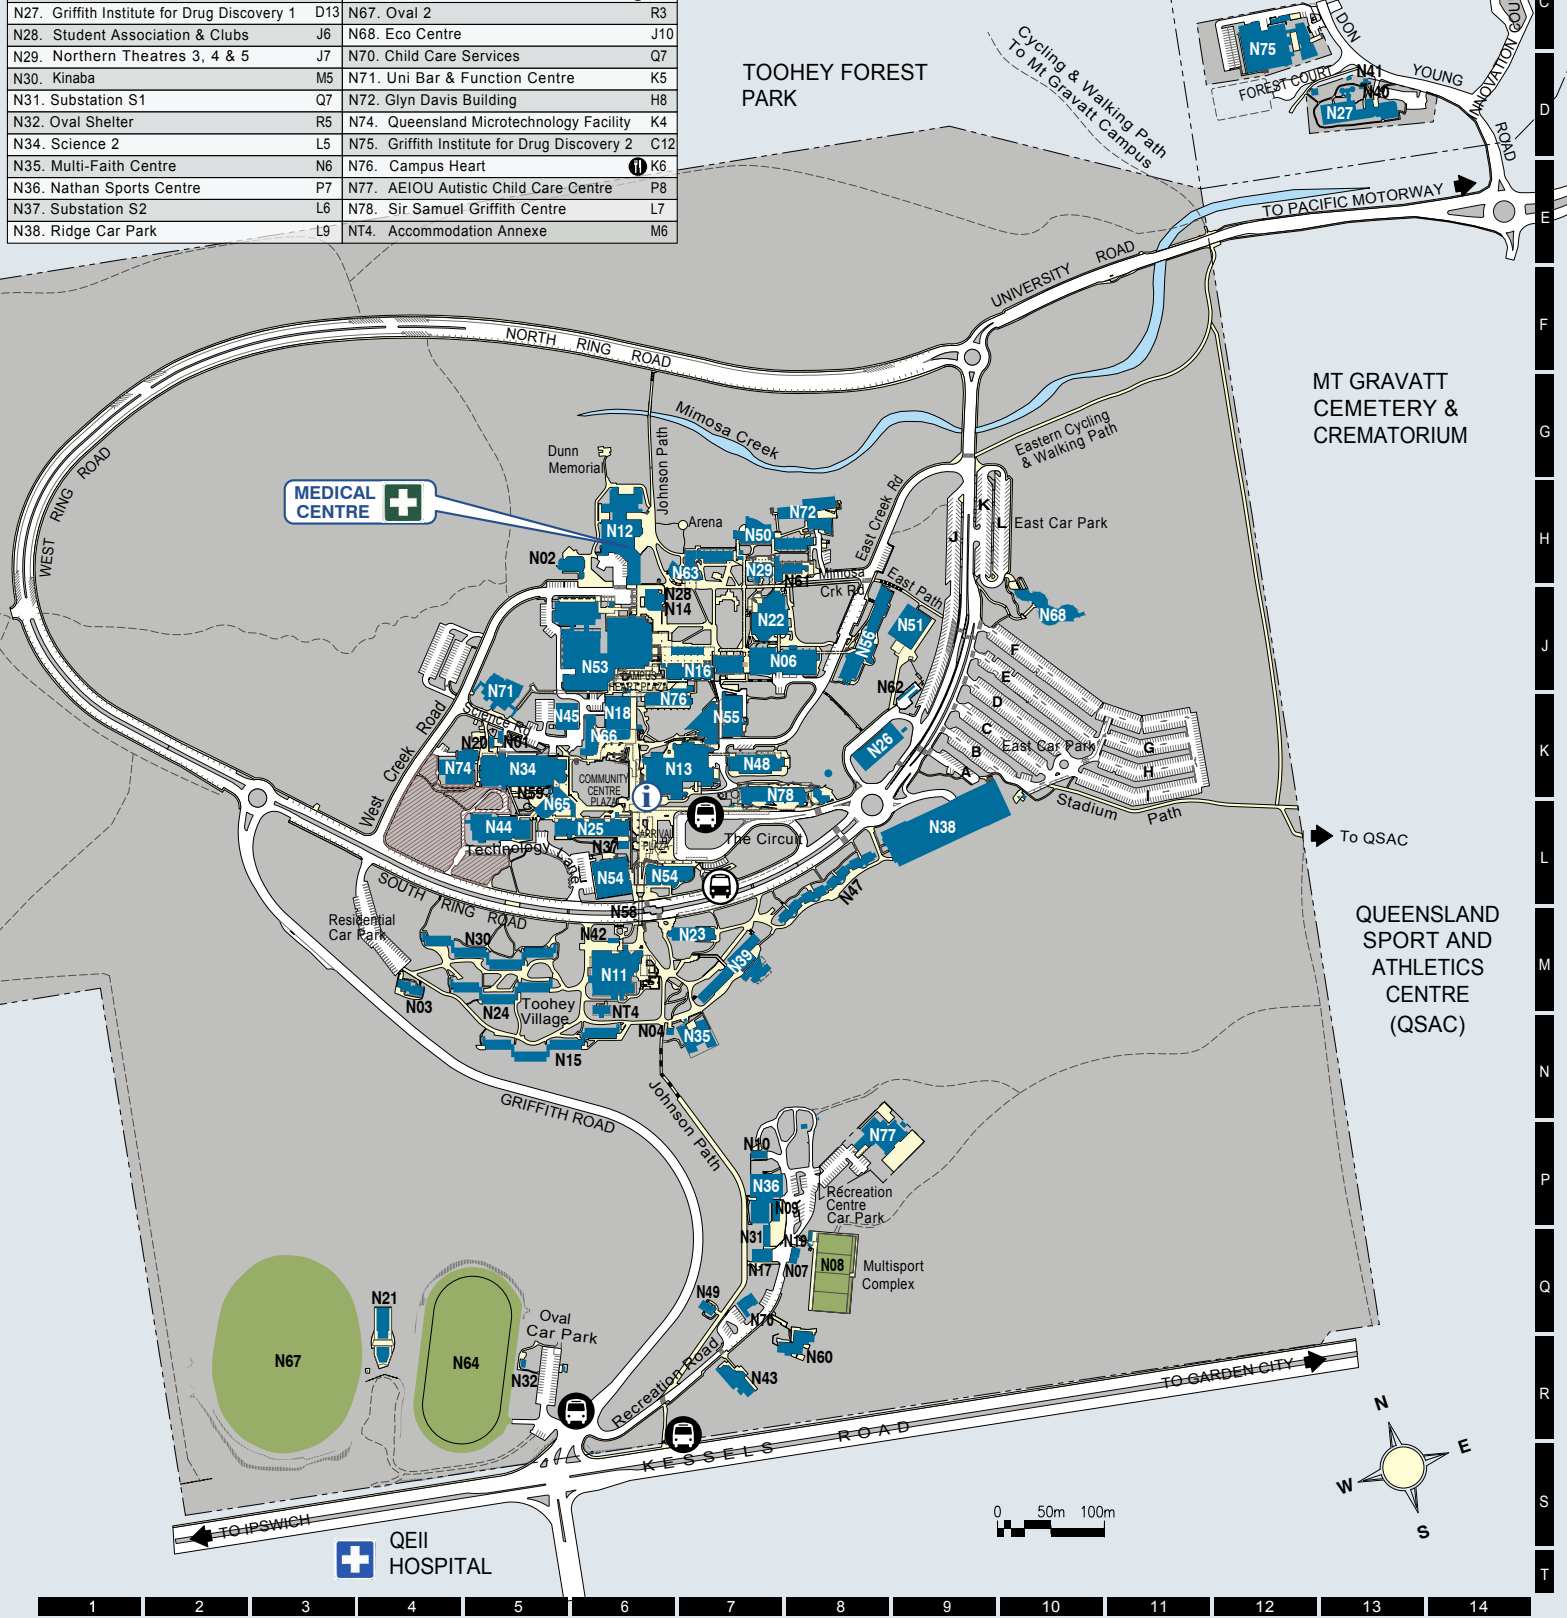 N27. Griffith Institute for Drug Discovery 1 D13
N28. Student Association & Clubs J6
N29. Northern Theatres 3, 4 & 5 J7
N30. Kinaba M5
N31. Substation S1 Q7
N32. Oval Shelter R5
N34. Science 2 L5
N35. Multi-Faith Centre N6
N36. Nathan Sports Centre P7
N37. Substation S2 L6
N38. Ridge Car Park L9
N67. Oval 2 R3
N68. Eco Centre J10
N70. Child Care Services Q7
N71. Uni Bar & Function Centre K5
N72. Glyn Davis Building H8
N74. Queensland Microtechnology Facility K4
N75. Griffith Institute for Drug Discovery 2 C12
N76. Campus Heart K6
N77. AEIOU Autistic Child Care Centre P8
N78. Sir Samuel Griffith Centre L7
NT4. Accommodation Annexe M6
TOOHEY FOREST
PARK
Cycling & Walking Path
To Mt Gravatt Campus
N75
DON
YOUNG
ROAD
FOREST COURT
N41
N40
N27
TO PACIFIC MOTORWAY
UNIVERSITY ROAD
NORTH RING ROAD
WEST RING ROAD
MT GRAVATT
CEMETERY &
CREMATORIUM
Mimosa Creek
Johnson Path
Eastern Cycling
& Walking Path
Dunn
Memorial
MEDICAL
CENTRE
N12
Arena
N02
N63
N50
N72
N29
N61
N28
N14
Mimosa
Crk Rd
East Creek Rd
East Path
J
K
L
East Car Park
N68
N22
N51
N56
N06
N53
N16
CAMPUS
HEART PLAZA
N76
N62
N71
N45
N18
N55
Science Rd
N66
N20
N61
West Creek Road
N74
N34
N59
N65
COMMUNITY
CENTRE
PLAZA
N13
N48
N78
N26
F
E
D
C
B
A
East Car Park
G
H
I
Stadium Path
To QSAC
N38
N44
N25
Technology Lane
N37
ARRIVAL
PLAZA
The Circuit
N54
N54
N47
SOUTH RING ROAD
N58
Residential
Car Park
N30
N42
N23
N39
N11
N03
N24
Toohey
Village
NT4
N04
N35
N15
QUEENSLAND
SPORT AND
ATHLETICS
CENTRE
(QSAC)
GRIFFITH ROAD
Johnson Path
N77
N10
N36
N09
Recreation
Centre
Car Park
N31
N19
N17
N07
N08
Multisport
Complex
N49
N70
N60
N43
Recreation Road
N21
N67
N64
Oval
Car Park
N32
KESSELS ROAD
TO GARDEN CITY
TO IPSWICH
QEII
HOSPITAL
0 50m 100m
N
E
W
S
C
D
E
F
G
H
J
K
L
M
N
P
Q
R
S
T
1 2 3 4 5 6 7 8 9 10 11 12 13 14